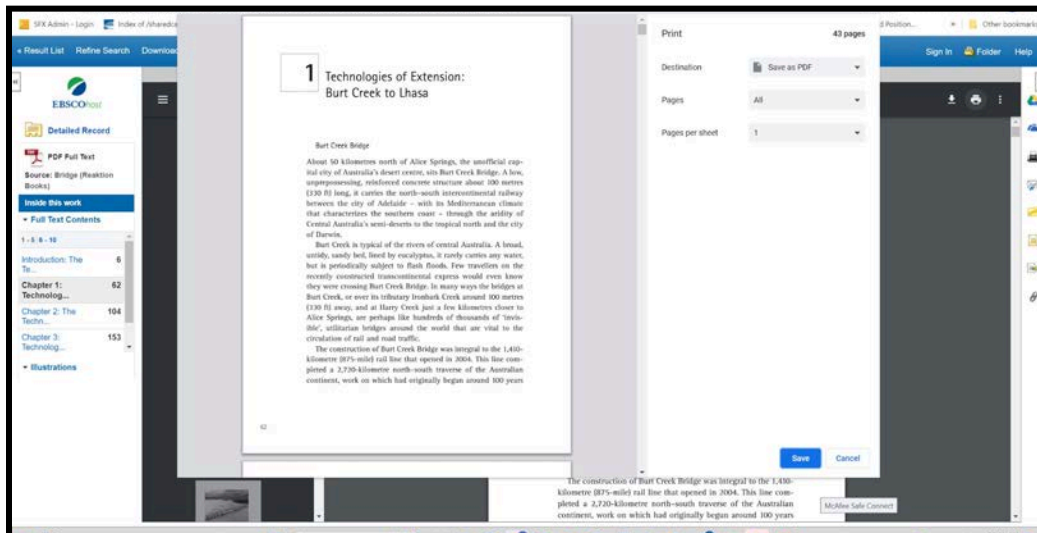 SFX Admin - Login
Index of /sharedca
d Position...
»
Other bookmarks
« Result List
Refine Search
Download
Sign In
Folder
Help
EBSCOhost
Detailed Record
PDF Full Text
Source: Bridge (Reaktion
Books)
Inside this work
Full Text Contents
1 - 5 | 6 - 10
Introduction: The 6
Te...
Chapter 1: 62
Technolog...
Chapter 2: The 104
Techn...
Chapter 3: 153
Technolog...
Illustrations
1 Technologies of Extension:
Burt Creek to Lhasa
Burt Creek Bridge
About 50 kilometres north of Alice Springs, the unofficial cap-
ital city of Australia's desert centre, sits Burt Creek Bridge. A low,
unprepossessing, reinforced concrete structure about 100 metres
(330 ft) long, it carries the north–south intercontinental railway
between the city of Adelaide – with its Mediterranean climate
that characterizes the southern coast – through the aridity of
Central Australia's semi-deserts to the tropical north and the city
of Darwin.
Burt Creek is typical of the rivers of central Australia. A broad,
untidy, sandy bed, lined by eucalyptus, it rarely carries any water,
but is periodically subject to flash floods. Few travellers on the
recently constructed transcontinental express would even know
they were crossing Burt Creek Bridge. In many ways the bridges at
Burt Creek, or over its tributary Ironbark Creek around 100 metres
(330 ft) away, and at Harry Creek just a few kilometres closer to
Alice Springs, are perhaps like hundreds of thousands of 'invis-
ible', utilitarian bridges around the world that are vital to the
circulation of rail and road traffic.
The construction of Burt Creek Bridge was integral to the 1,410-
kilometre (875-mile) rail line that opened in 2004. This line com-
pleted a 2,720-kilometre north–south traverse of the Australian
continent, work on which had originally begun around 100 years
62
Print 43 pages
Destination Save as PDF
Pages All
Pages per sheet 1
Save
Cancel
The construction of Burt Creek Bridge was integral to the 1,410-
kilometre (875-mile) rail line that opened in 2004. This line com-
pleted a 2,720-kilometre north–south traverse of the Australian
continent, work on which had originally begun around 100 years
McAfee Safe Connect